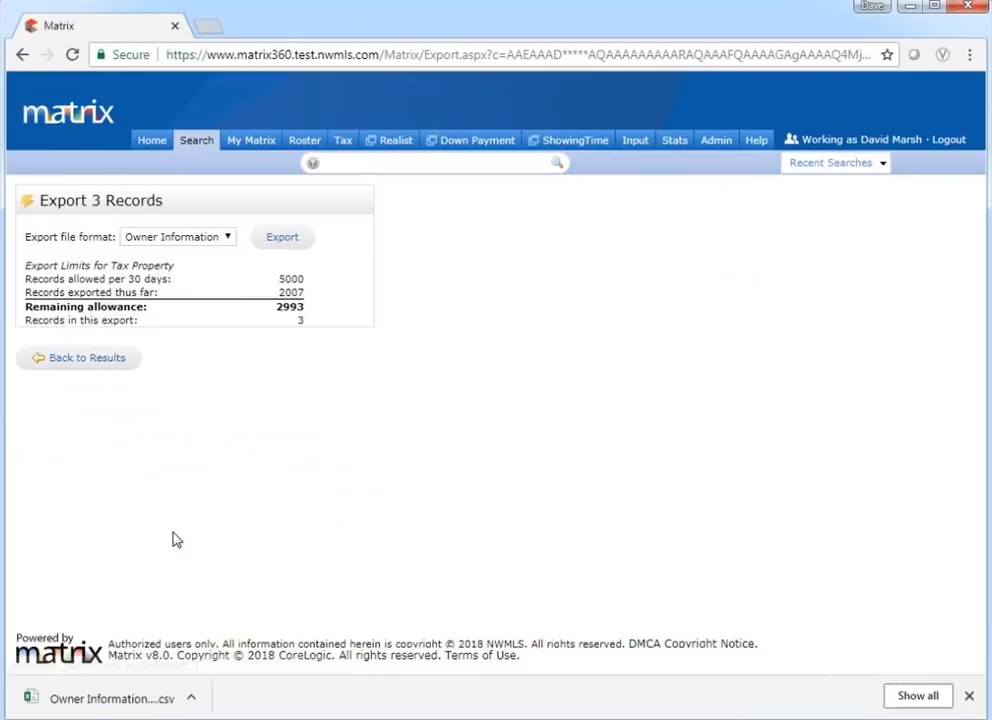 Dave
Matrix
Secure https://www.matrix360.test.nwmls.com/Matrix/Export.aspx?c=AAEAAAD*****AQAAAAAAAAARAQAAAFQAAAAGAgAAAAQ4Mj...
matrix
Home Search My Matrix Roster Tax Realist Down Payment ShowingTime Input Stats Admin Help Working as David Marsh · Logout
Recent Searches
Export 3 Records
Export file format: Owner Information Export
Export Limits for Tax Property
Records allowed per 30 days: 5000
Records exported thus far: 2007
Remaining allowance: 2993
Records in this export: 3
Back to Results
Powered by
matrix
Authorized users only. All information contained herein is copyright © 2018 NWMLS. All rights reserved. DMCA Copyright Notice.
Matrix v8.0. Copyright © 2018 CoreLogic. All rights reserved. Terms of Use.
Owner Information....csv
Show all